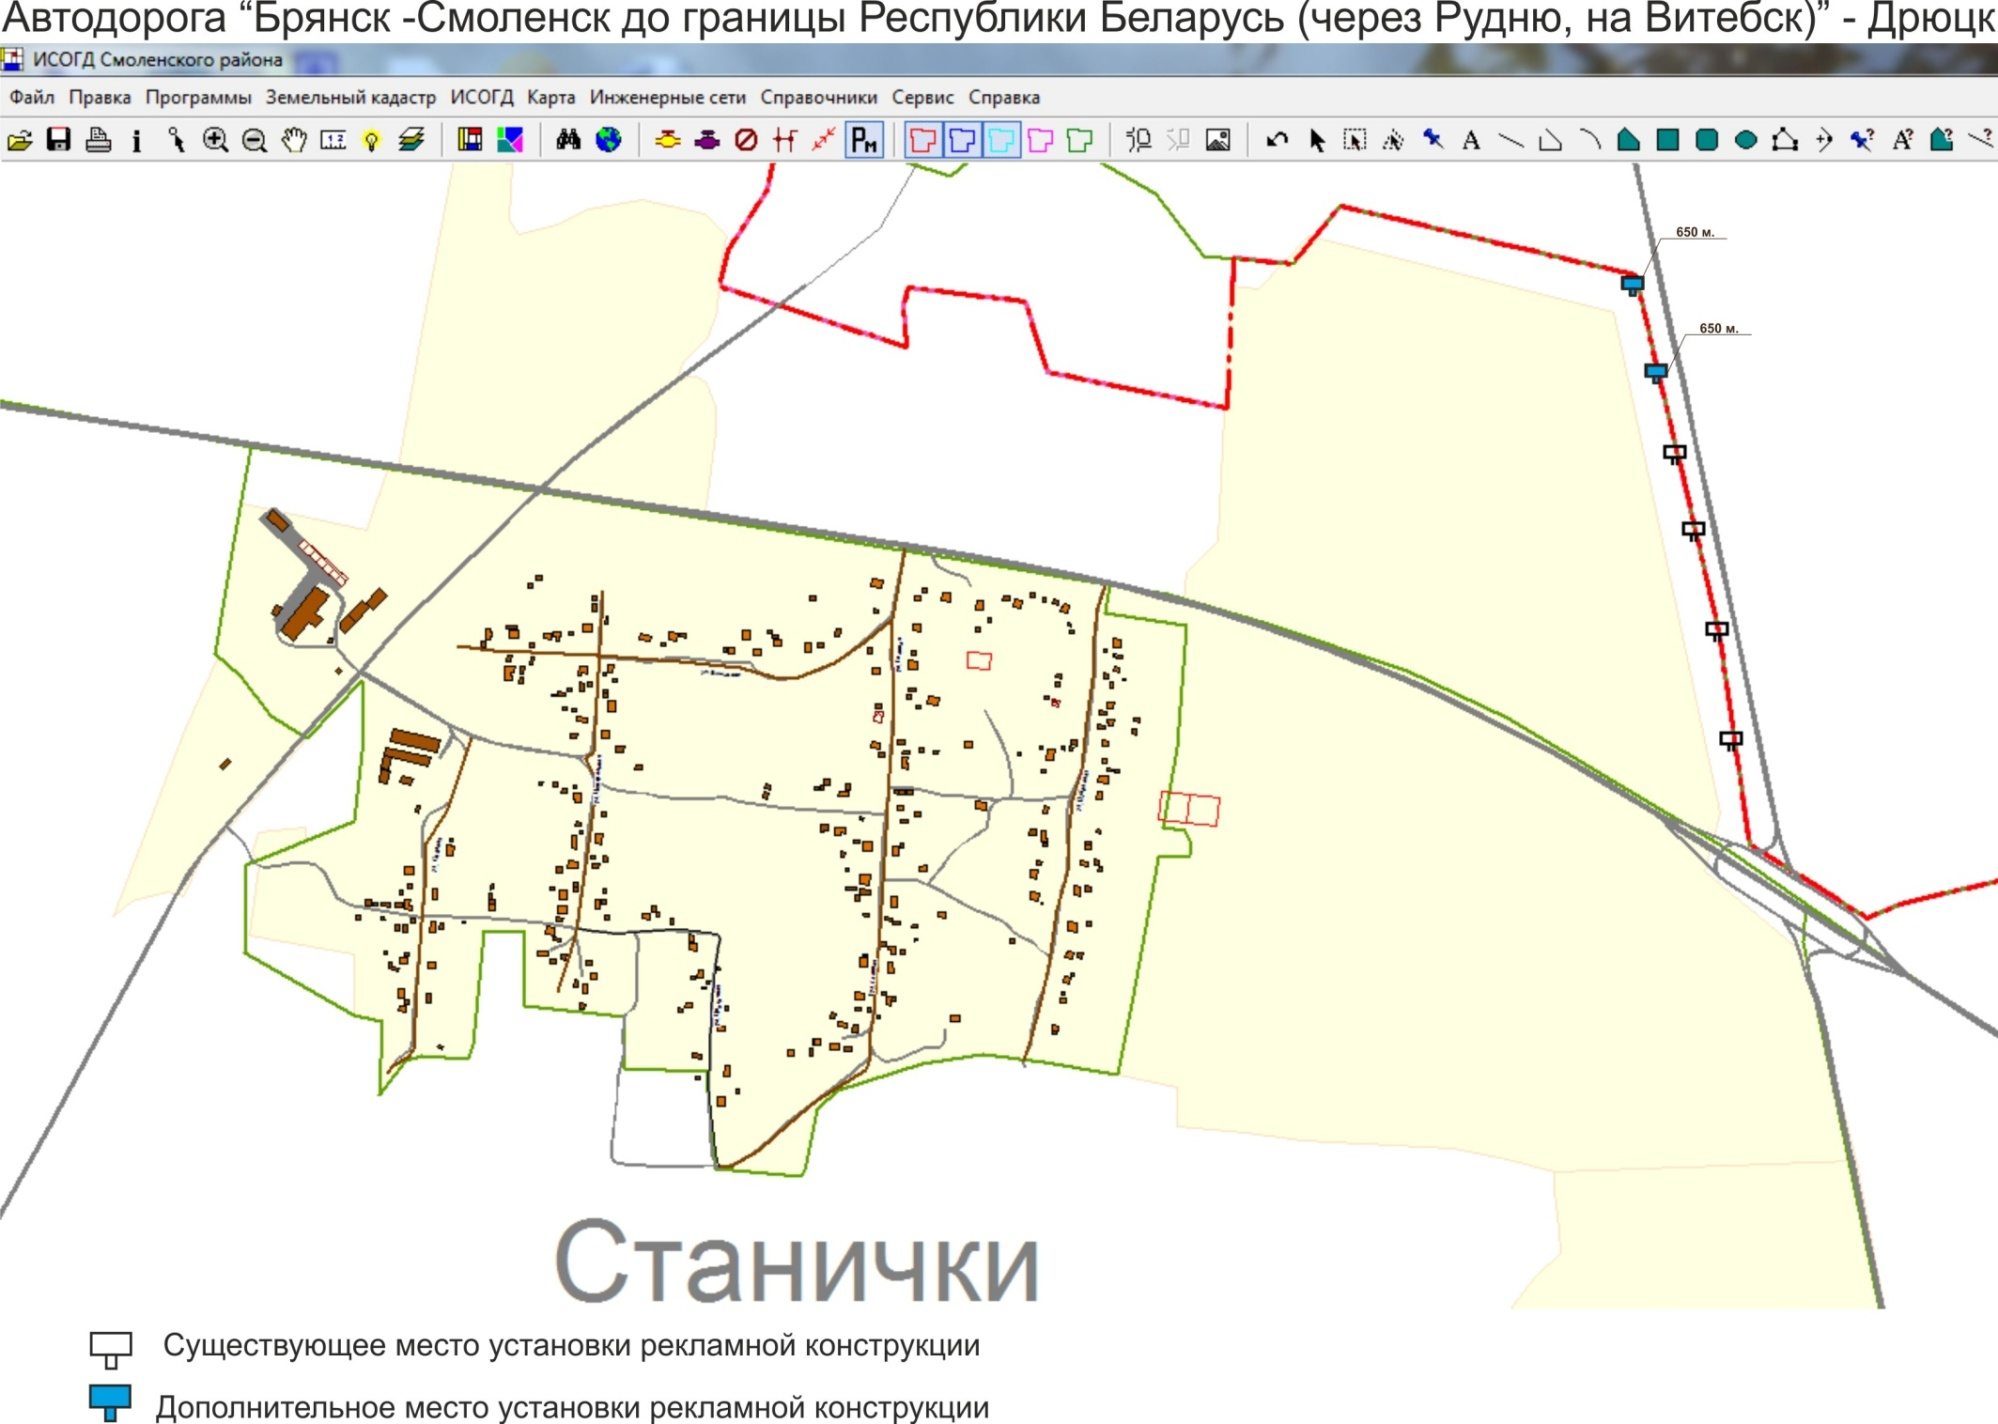 Автодорога “Брянск -Смоленск до границы Республики Беларусь (через Рудню, на Витебск)” - Дрюцк
ИСОГД Смоленского района
Файл Правка Программы Земельный кадастр ИСОГД Карта Инженерные сети Справочники Сервис Справка
650 м.
650 м.
Станички
Существующее место установки рекламной конструкции
Дополнительное место установки рекламной конструкции